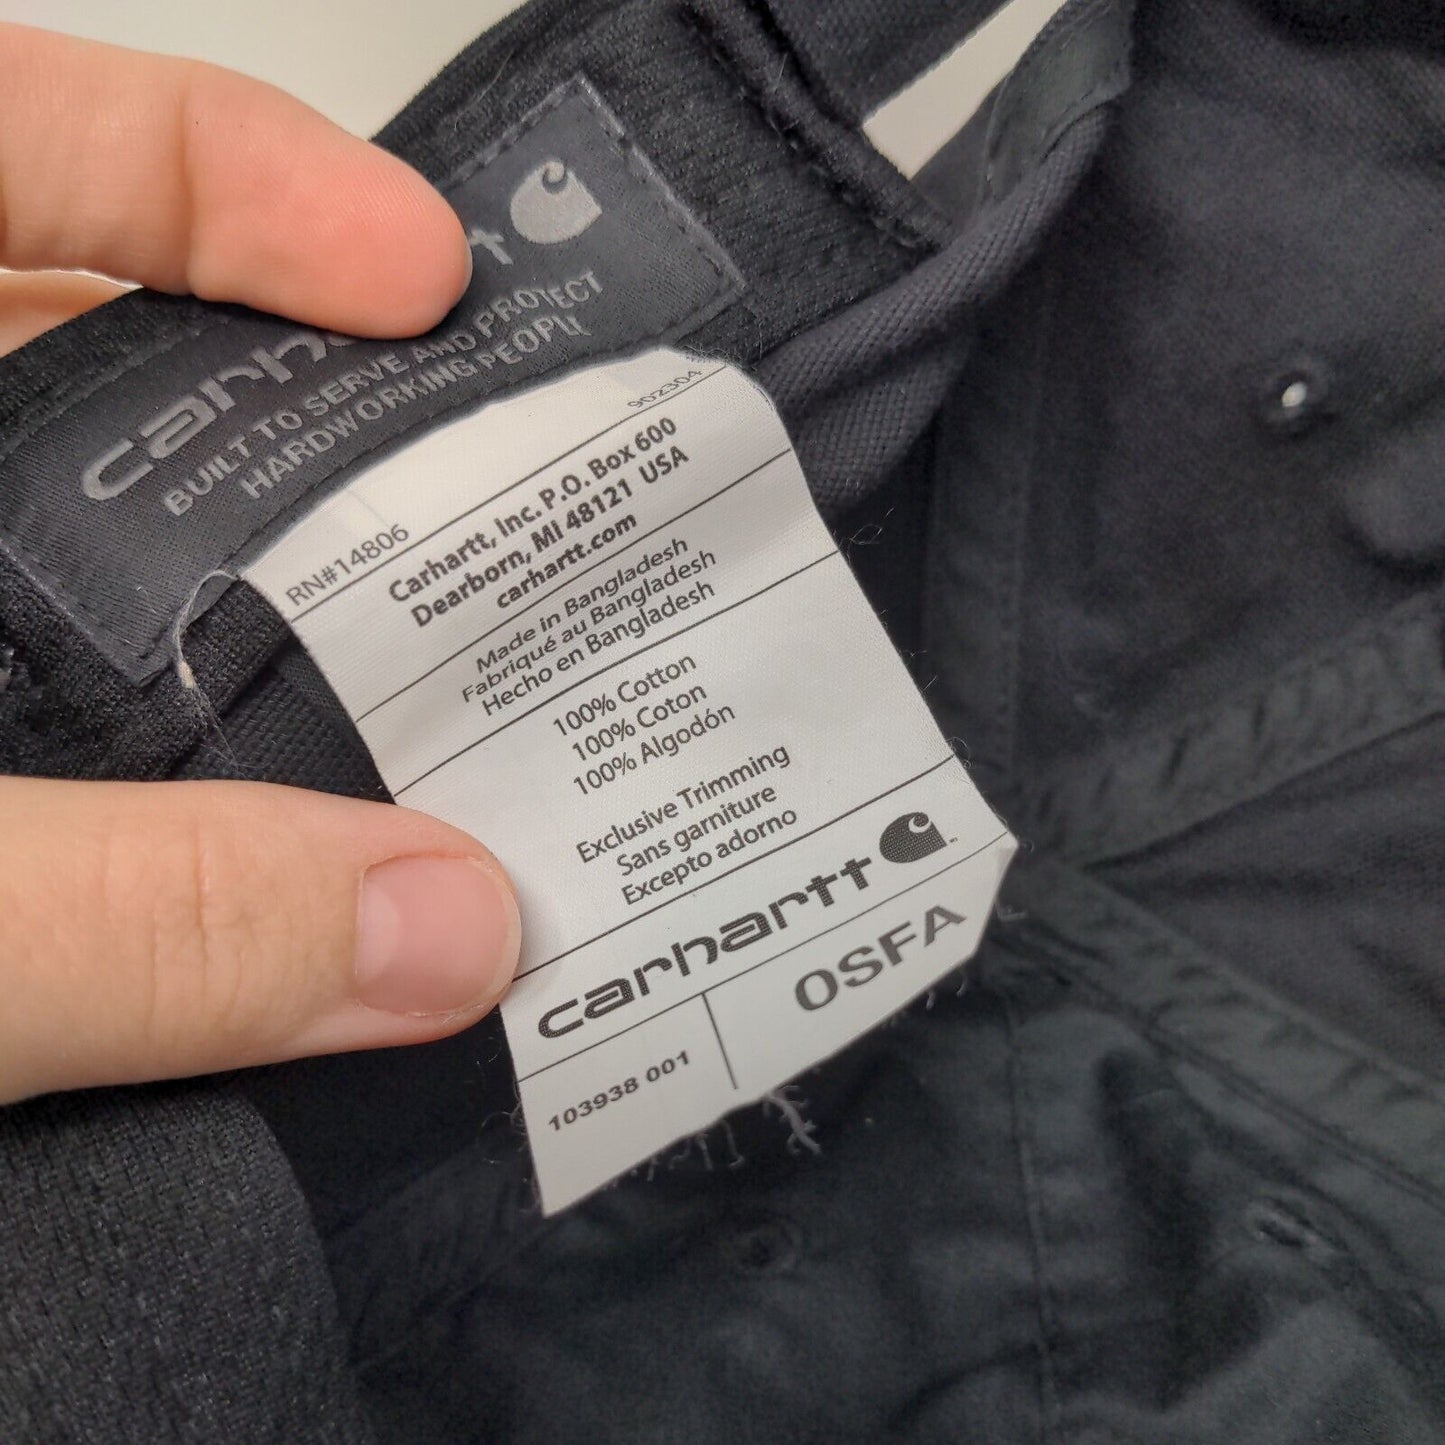 BUILT TO SERVE AND PROTECT
HARDWORKING PEOPLE
902304
RN#14806
Carhartt, Inc. P.O. Box 600
Dearborn, MI 48121 USA
carhartt.com
Made in Bangladesh
Fabriqué au Bangladesh
Hecho en Bangladesh
100% Cotton
100% Coton
100% Algodón
Exclusive Trimming
Sans garniture
Excepto adorno
carhartt
103938 001
OSFA